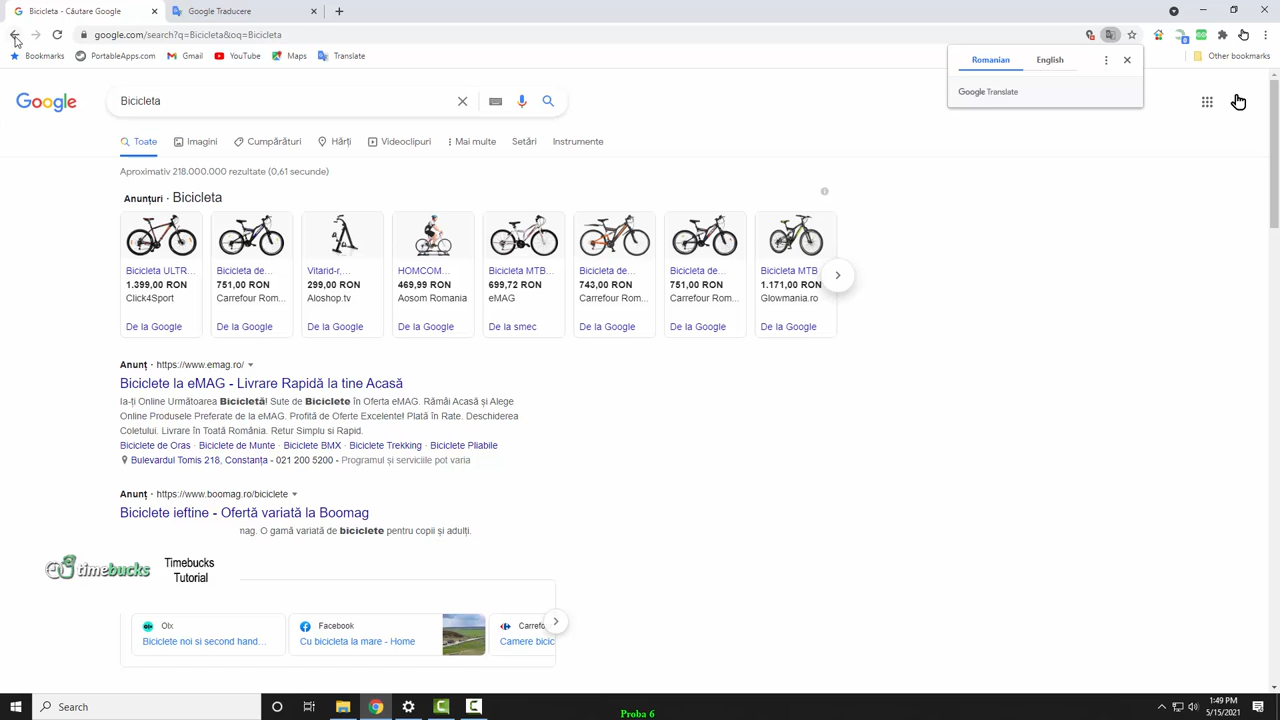 Bicicleta - Căutare Google
Google Traducere
google.com/search?q=Bicicleta&oq=Bicicleta
Bookmarks
PortableApps.com
Gmail
YouTube
Maps
Translate
Other bookmarks
Romanian
English
Google Translate
Google
Bicicleta
Toate
Imagini
Cumpărături
Hărți
Videoclipuri
Mai multe
Setări
Instrumente
Aproximativ 218.000.000 rezultate (0,61 secunde)
Anunțuri · Bicicleta
Bicicleta ULTR...
1.399,00 RON
Click4Sport
De la Google
Bicicleta de...
751,00 RON
Carrefour Rom...
De la Google
Vitarid-r,...
299,00 RON
Aloshop.tv
De la Google
HOMCOM...
469,99 RON
Aosom Romania
De la Google
Bicicleta MTB...
699,72 RON
eMAG
De la smec
Bicicleta de...
743,00 RON
Carrefour Rom...
De la Google
Bicicleta de...
751,00 RON
Carrefour Rom...
De la Google
Bicicleta MTB
1.171,00 RON
Glowmania.ro
De la Google
Anunț · https://www.emag.ro/
Biciclete la eMAG - Livrare Rapidă la tine Acasă
Ia-ți Online Următoarea Bicicletă! Sute de Biciclete în Oferta eMAG. Rămâi Acasă și Alege
Online Produsele Preferate de la eMAG. Profită de Oferte Excelente! Plată în Rate. Deschiderea
Coletului. Livrare în Toată România. Retur Simplu si Rapid.
Biciclete de Oras · Biciclete de Munte · Biciclete BMX · Biciclete Trekking · Biciclete Pliabile
Bulevardul Tomis 218, Constanța - 021 200 5200 - Programul și serviciile pot varia
Anunț · https://www.boomag.ro/biciclete
Biciclete ieftine - Ofertă variată la Boomag
mag. O gamă variată de biciclete pentru copii și adulți.
timebucks
Timebucks
Tutorial
Olx
Biciclete noi si second hand...
Facebook
Cu bicicleta la mare - Home
Carrefo
Camere bicic
Search
Proba 6
1:49 PM
5/15/2021